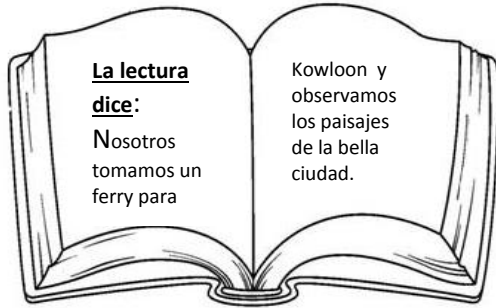 La lectura
dice:
Nosotros
tomamos un
ferry para
Kowloon y
observamos
los paisajes
de la bella
ciudad.